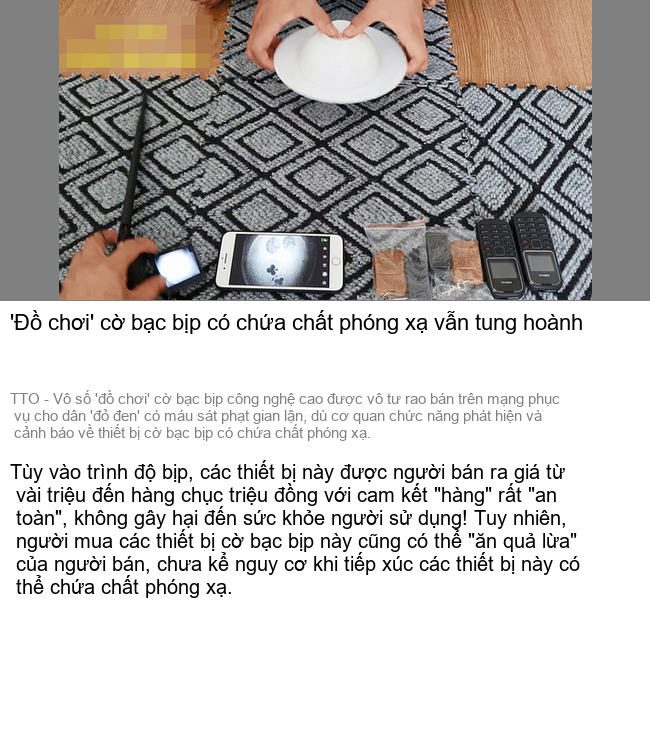 'Đồ chơi' cờ bạc bịp có chứa chất phóng xạ vẫn tung hoành
TTO - Vô số 'đồ chơi' cờ bạc bịp công nghệ cao được vô tư rao bán trên mạng phục
vụ cho dân 'đỏ đen' có máu sát phạt gian lận, dù cơ quan chức năng phát hiện và
cảnh báo về thiết bị cờ bạc bịp có chứa chất phóng xạ.
Tùy vào trình độ bịp, các thiết bị này được người bán ra giá từ
vài triệu đến hàng chục triệu đồng với cam kết "hàng" rất "an
toàn", không gây hại đến sức khỏe người sử dụng! Tuy nhiên,
người mua các thiết bị cờ bạc bịp này cũng có thể "ăn quả lừa"
của người bán, chưa kể nguy cơ khi tiếp xúc các thiết bị này có
thể chứa chất phóng xạ.